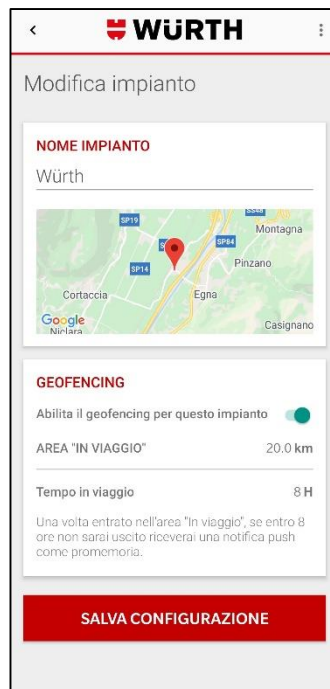 WÜRTH
Modifica impianto
NOME IMPIANTO
Würth
SP19
SS48
Montagna
SP84
SP14
Pinzano
Cortaccia
Egna
Google
Niclara
Casignano
GEOFENCING
Abilita il geofencing per questo impianto
AREA "IN VIAGGIO" 20.0 km
Tempo in viaggio 8 H
Una volta entrato nell'area "In viaggio", se entro 8
ore non sarai uscito riceverai una notifica push
come promemoria.
SALVA CONFIGURAZIONE